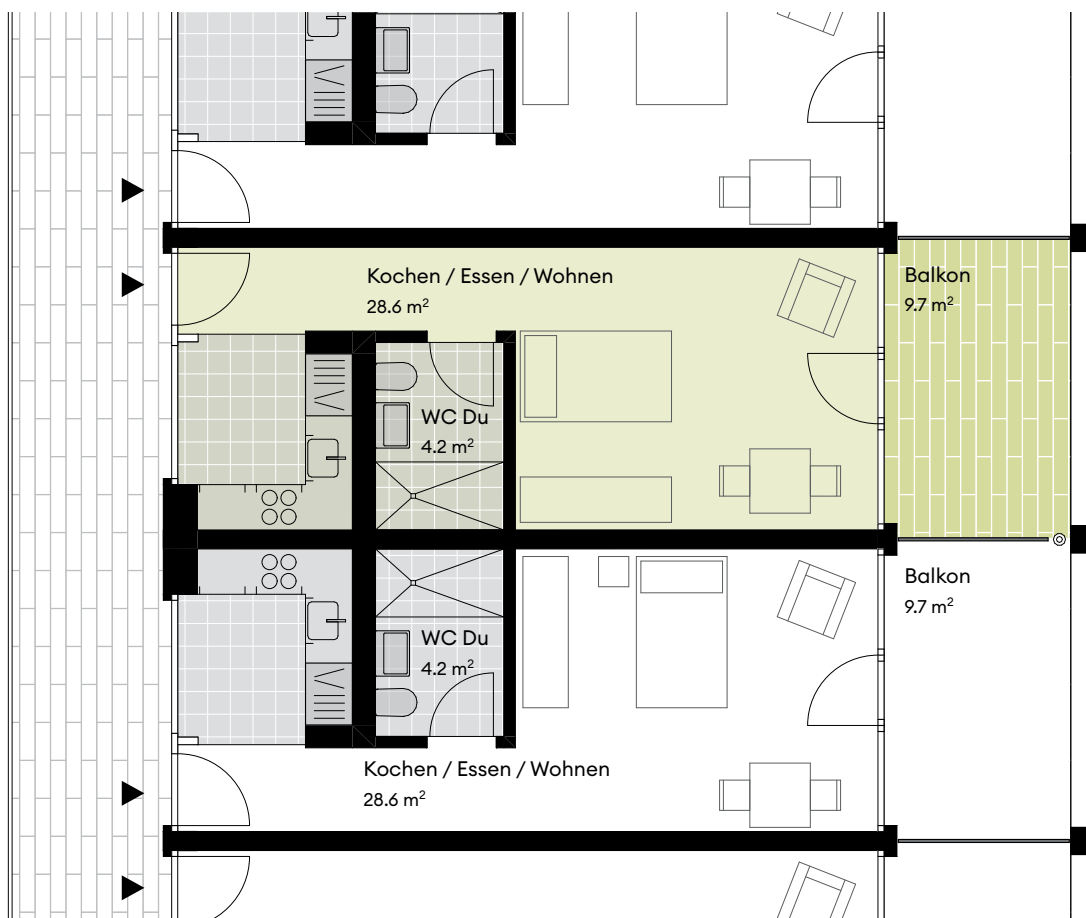 Kochen / Essen / Wohnen
28.6 m²
Balkon
9.7 m²
WC Du
4.2 m²
Balkon
9.7 m²
WC Du
4.2 m²
Kochen / Essen / Wohnen
28.6 m²